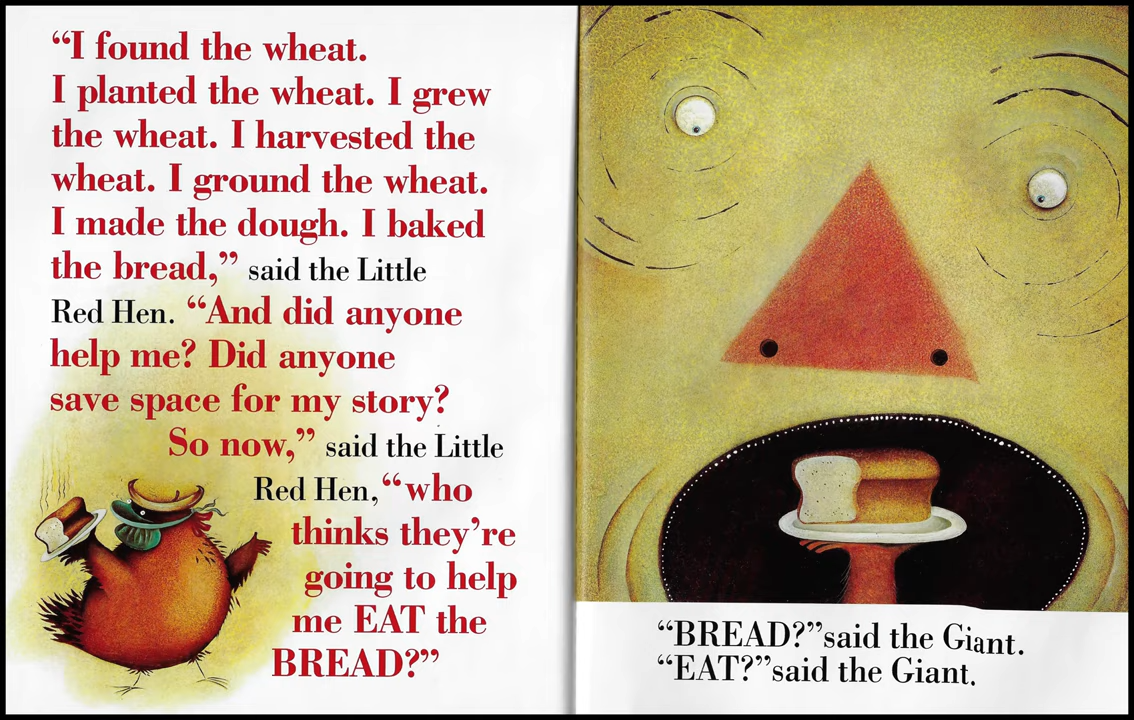 “I found the wheat.
I planted the wheat. I grew
the wheat. I harvested the
wheat. I ground the wheat.
I made the dough. I baked
the bread,” said the Little
Red Hen. “And did anyone
help me? Did anyone
save space for my story?
So now,” said the Little
Red Hen, “who
thinks they’re
going to help
me EAT the
BREAD?”
“BREAD?” said the Giant.
“EAT?” said the Giant.